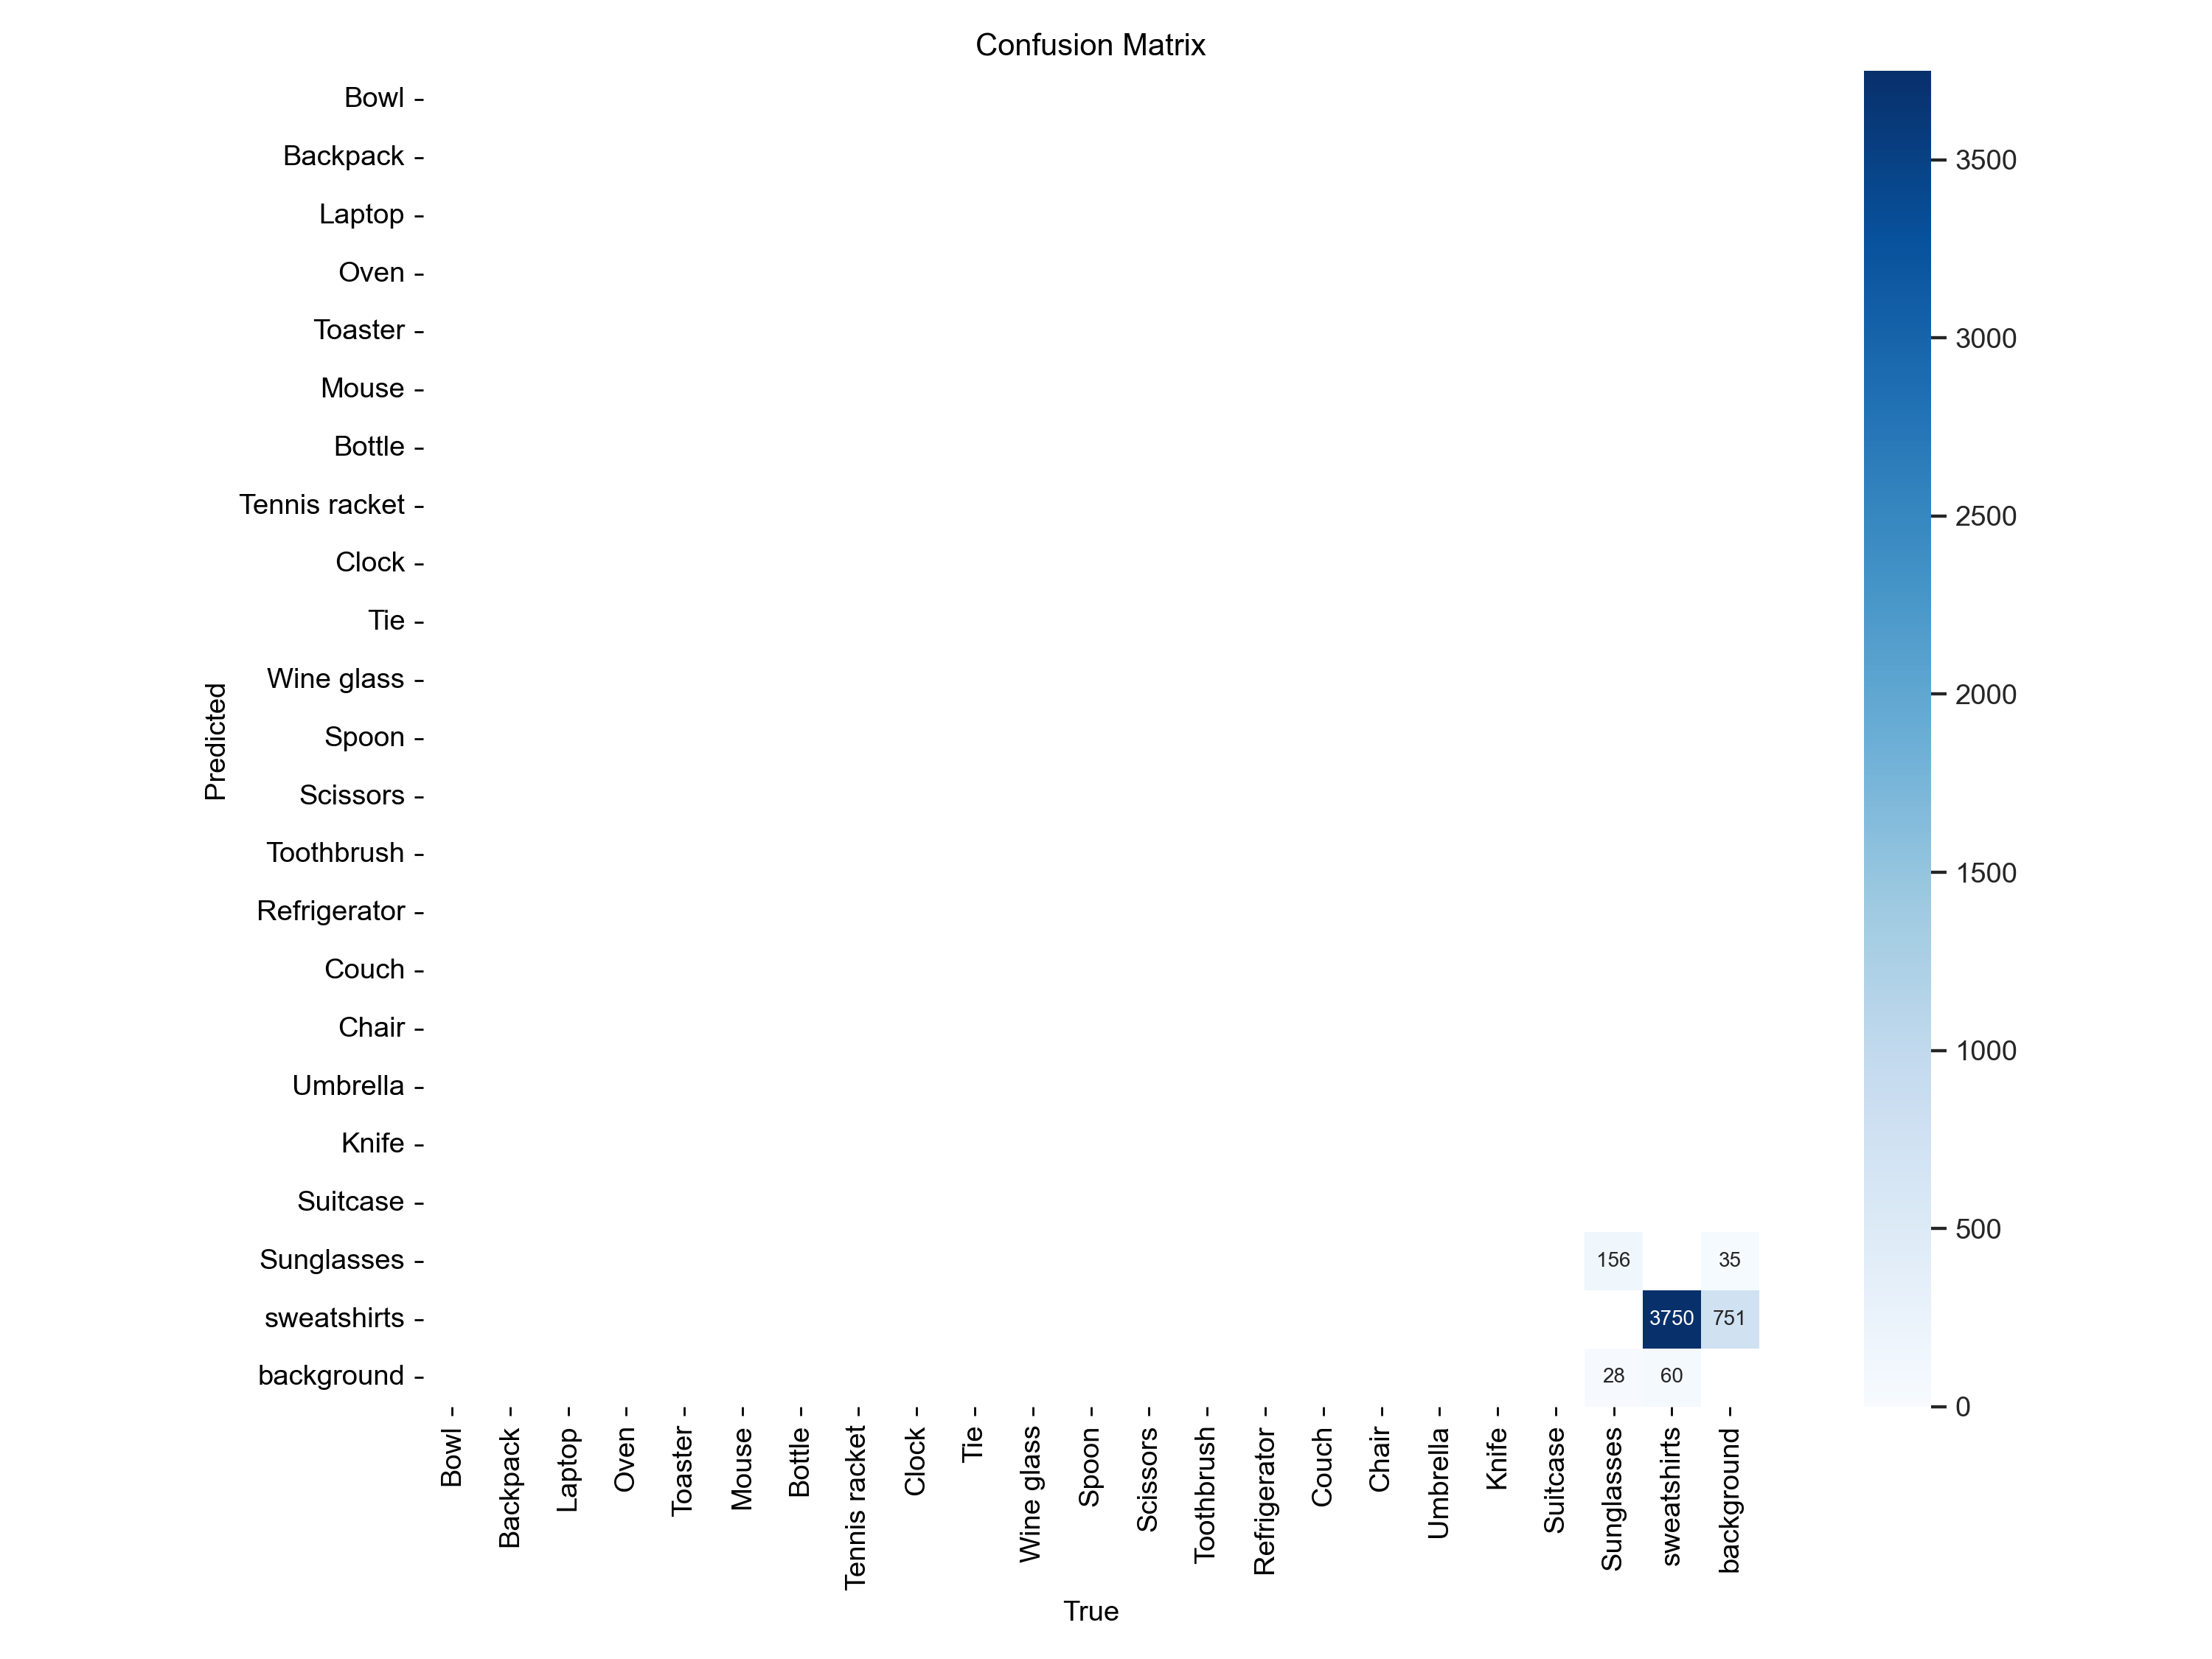 Confusion Matrix
Bowl
Backpack
Laptop
Oven
Toaster
Mouse
Bottle
Tennis racket
Clock
Tie
Wine glass
Spoon
Scissors
Toothbrush
Refrigerator
Couch
Chair
Umbrella
Knife
Suitcase
Sunglasses
sweatshirts
background
Predicted
156 35
3750 751
28 60
Bowl
Backpack
Laptop
Oven
Toaster
Mouse
Bottle
Tennis racket
Clock
Tie
Wine glass
Spoon
Scissors
Toothbrush
Refrigerator
Couch
Chair
Umbrella
Knife
Suitcase
Sunglasses
sweatshirts
background
True
3500
3000
2500
2000
1500
1000
500
0